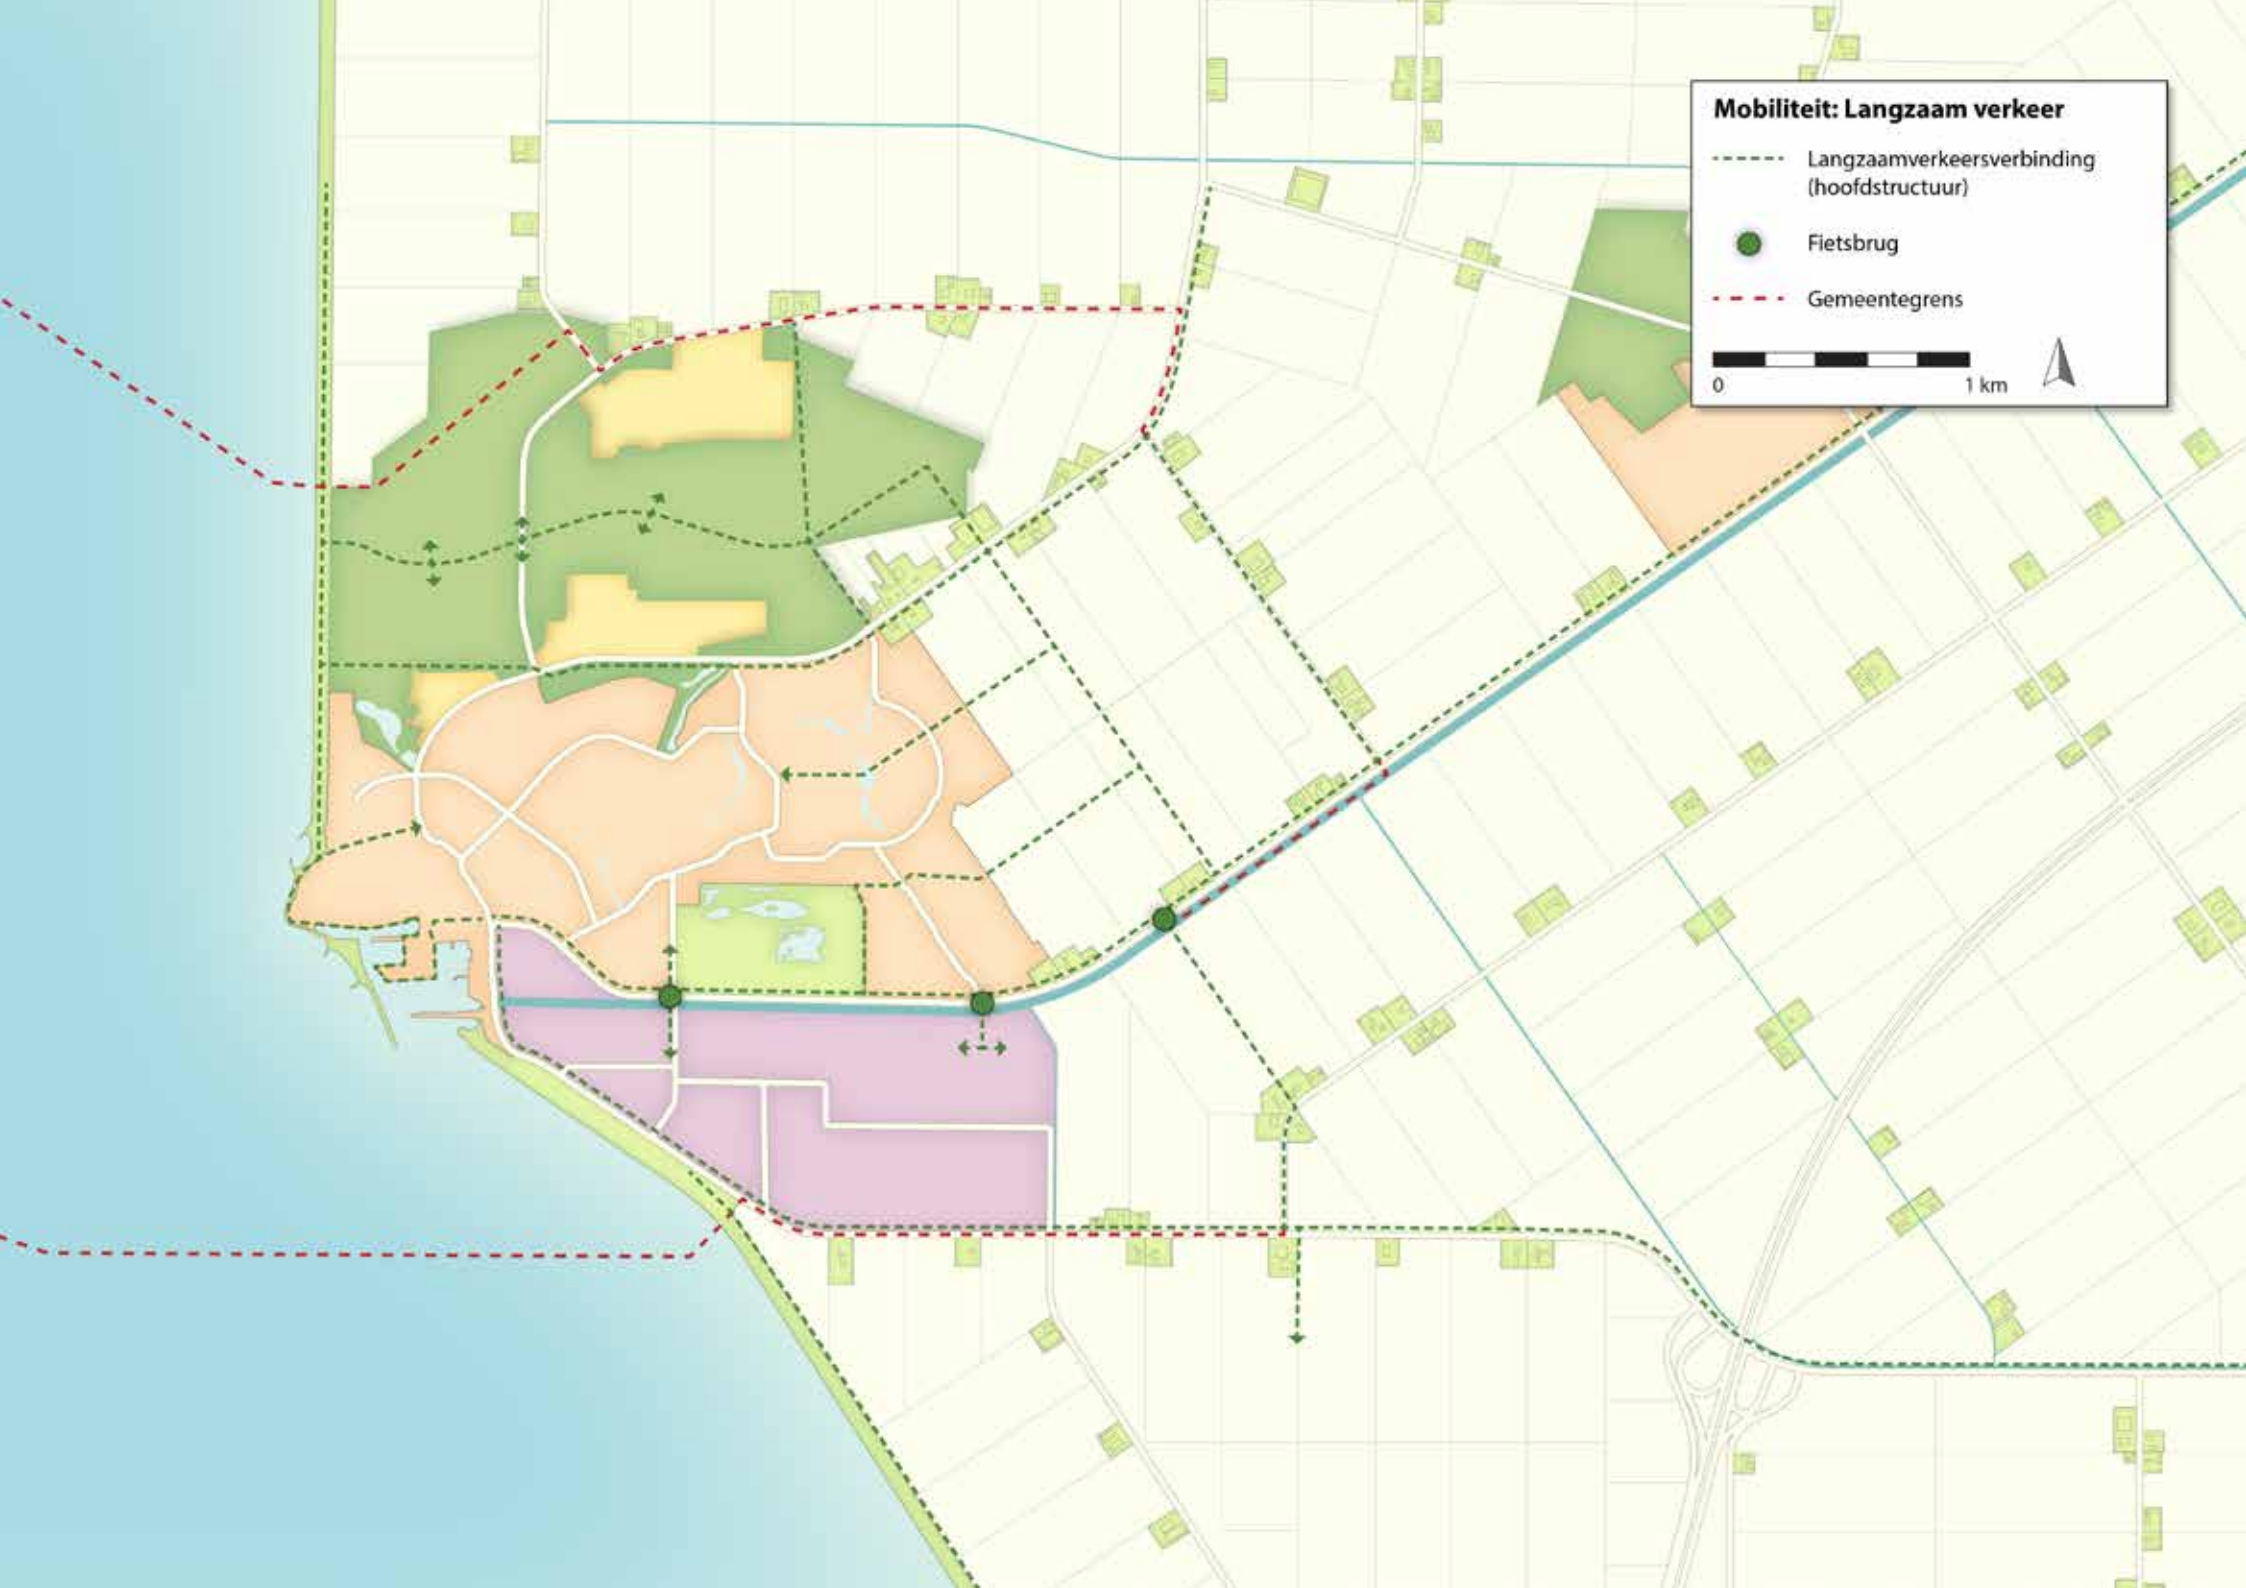 Mobiliteit: Langzaam verkeer
Langzaamverkeersverbinding
(hoofdstructuur)
Fietsbrug
Gemeentegrens
0 1 km